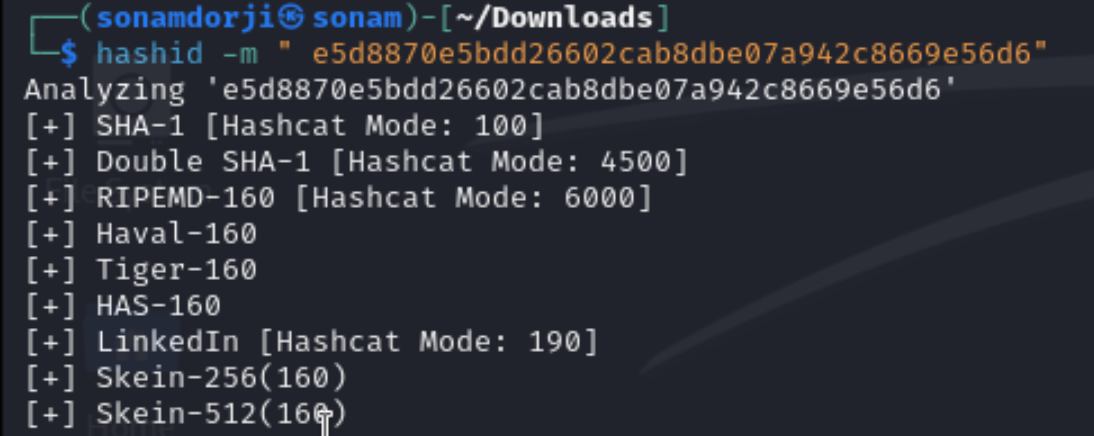 ┌──(sonamdorji㉿sonam)-[~/Downloads]
└─$ hashid -m " e5d8870e5bdd26602cab8dbe07a942c8669e56d6"
Analyzing 'e5d8870e5bdd26602cab8dbe07a942c8669e56d6'
[+] SHA-1 [Hashcat Mode: 100]
[+] Double SHA-1 [Hashcat Mode: 4500]
[+] RIPEMD-160 [Hashcat Mode: 6000]
[+] Haval-160
[+] Tiger-160
[+] HAS-160
[+] LinkedIn [Hashcat Mode: 190]
[+] Skein-256(160)
[+] Skein-512(160)